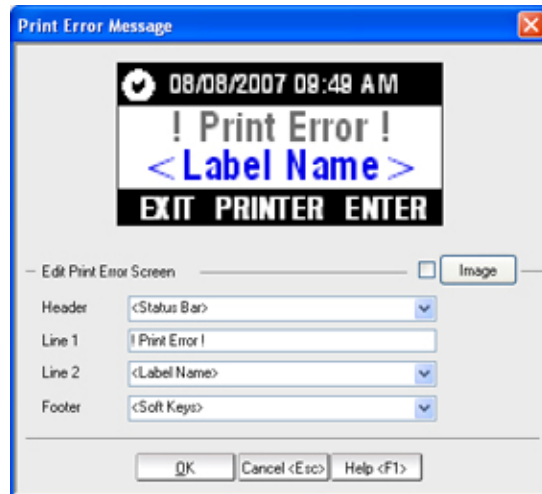 Print Error Message
08/08/2007 09:49 AM
! Print Error !
<Label Name>
EXIT PRINTER ENTER
Edit Print Error Screen Image
Header <Status Bar>
Line 1 ! Print Error !
Line 2 <Label Name>
Footer <Soft Keys>
OK Cancel <Esc> Help <F1>